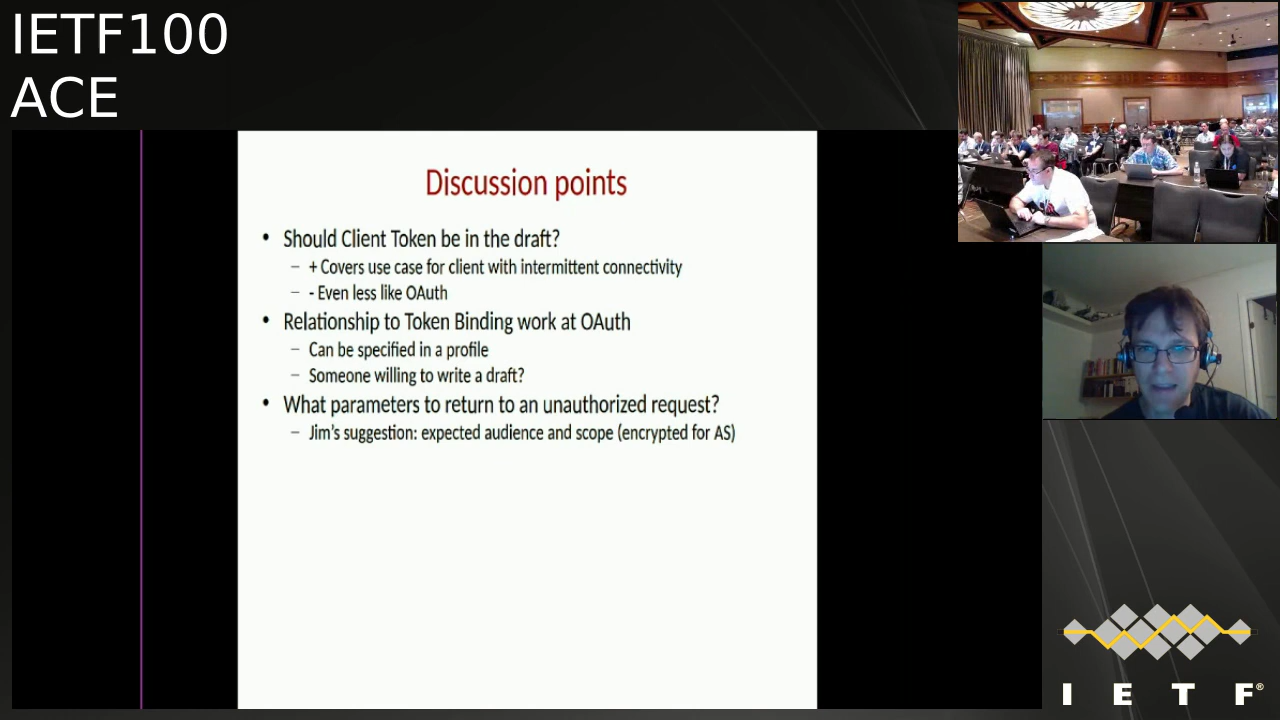 IETF100
ACE
Discussion points
• Should Client Token be in the draft?
– + Covers use case for client with intermittent connectivity
– - Even less like OAuth
• Relationship to Token Binding work at OAuth
– Can be specified in a profile
– Someone willing to write a draft?
• What parameters to return to an unauthorized request?
– Jim's suggestion: expected audience and scope (encrypted for AS)
I E T F®